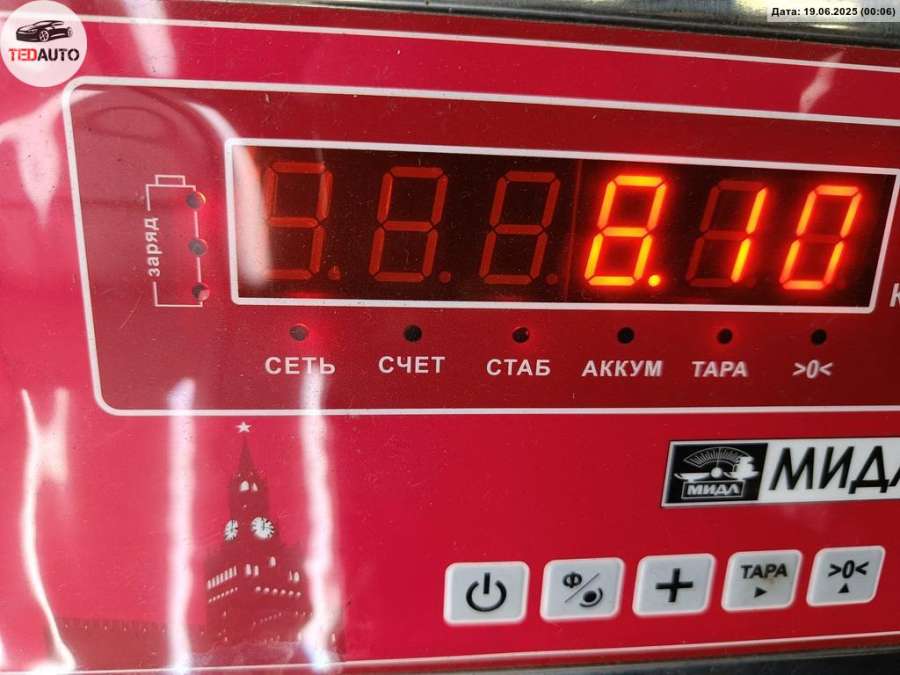 Дата: 19.06.2025 (00:06)
TEDAUTO
заряд
8.10
СЕТЬ СЧЕТ СТАБ АККУМ ТАРА >0<
МИДЛ МИДЛ
Ф ТАРА >0<